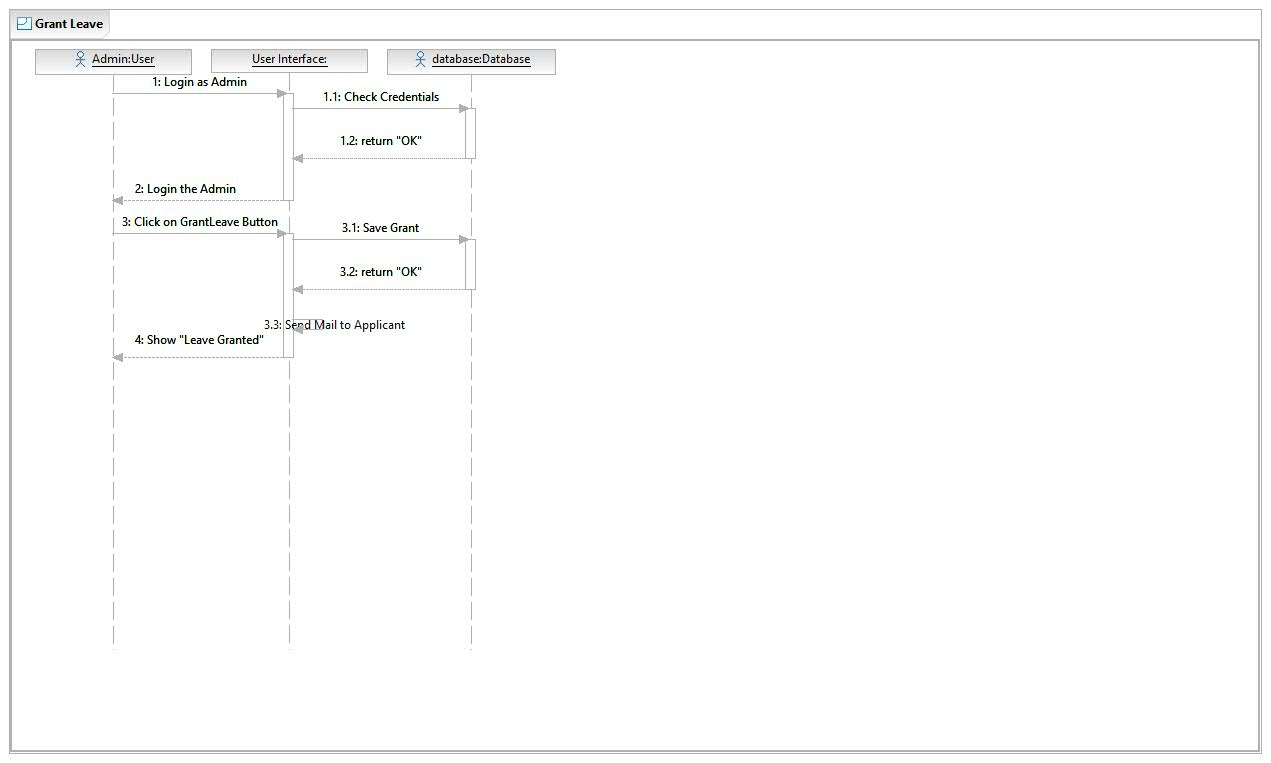 Grant Leave
Admin:User
User Interface:
database:Database
1: Login as Admin
1.1: Check Credentials
1.2: return "OK"
2: Login the Admin
3: Click on GrantLeave Button
3.1: Save Grant
3.2: return "OK"
3.3: Send Mail to Applicant
4: Show "Leave Granted"